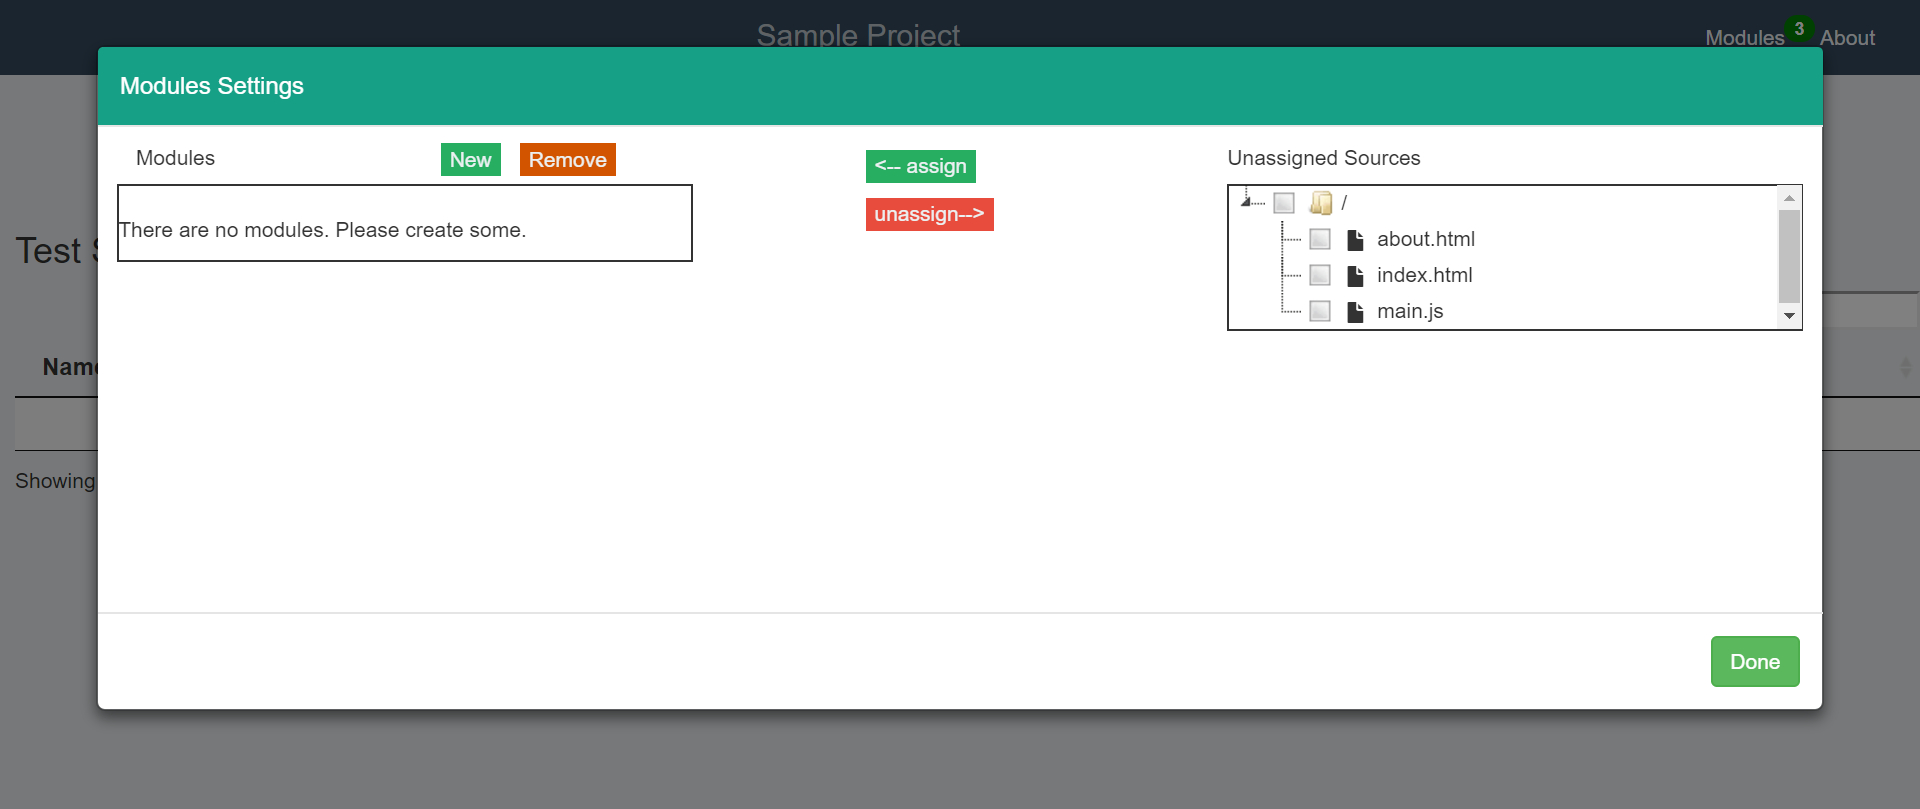 Sample Project
Modules 3 About
Modules Settings
Modules New Remove
<-- assign
unassign-->
Unassigned Sources
There are no modules. Please create some.
/
about.html
index.html
main.js
Test S
Name
Showing
Done